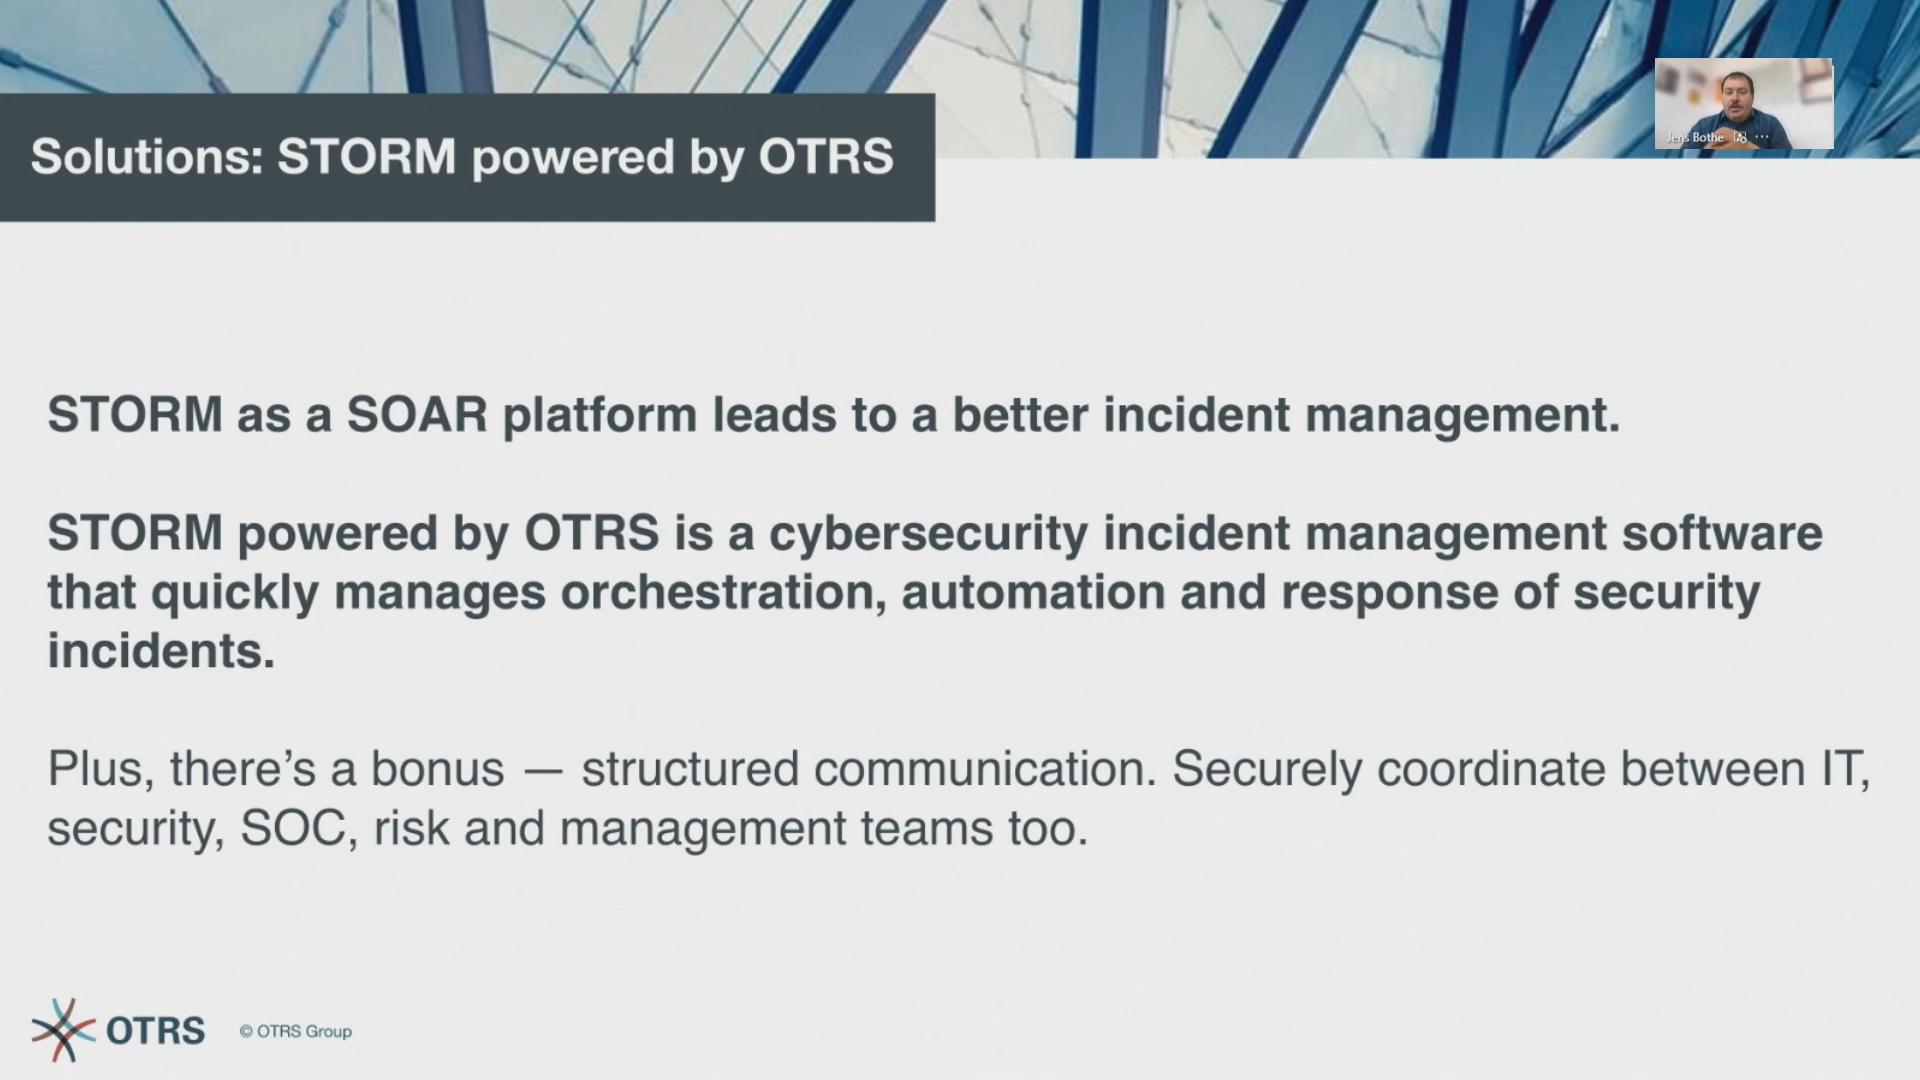 Jens Bothe
Solutions: STORM powered by OTRS
STORM as a SOAR platform leads to a better incident management.
STORM powered by OTRS is a cybersecurity incident management software
that quickly manages orchestration, automation and response of security
incidents.
Plus, there’s a bonus — structured communication. Securely coordinate between IT,
security, SOC, risk and management teams too.
OTRS © OTRS Group